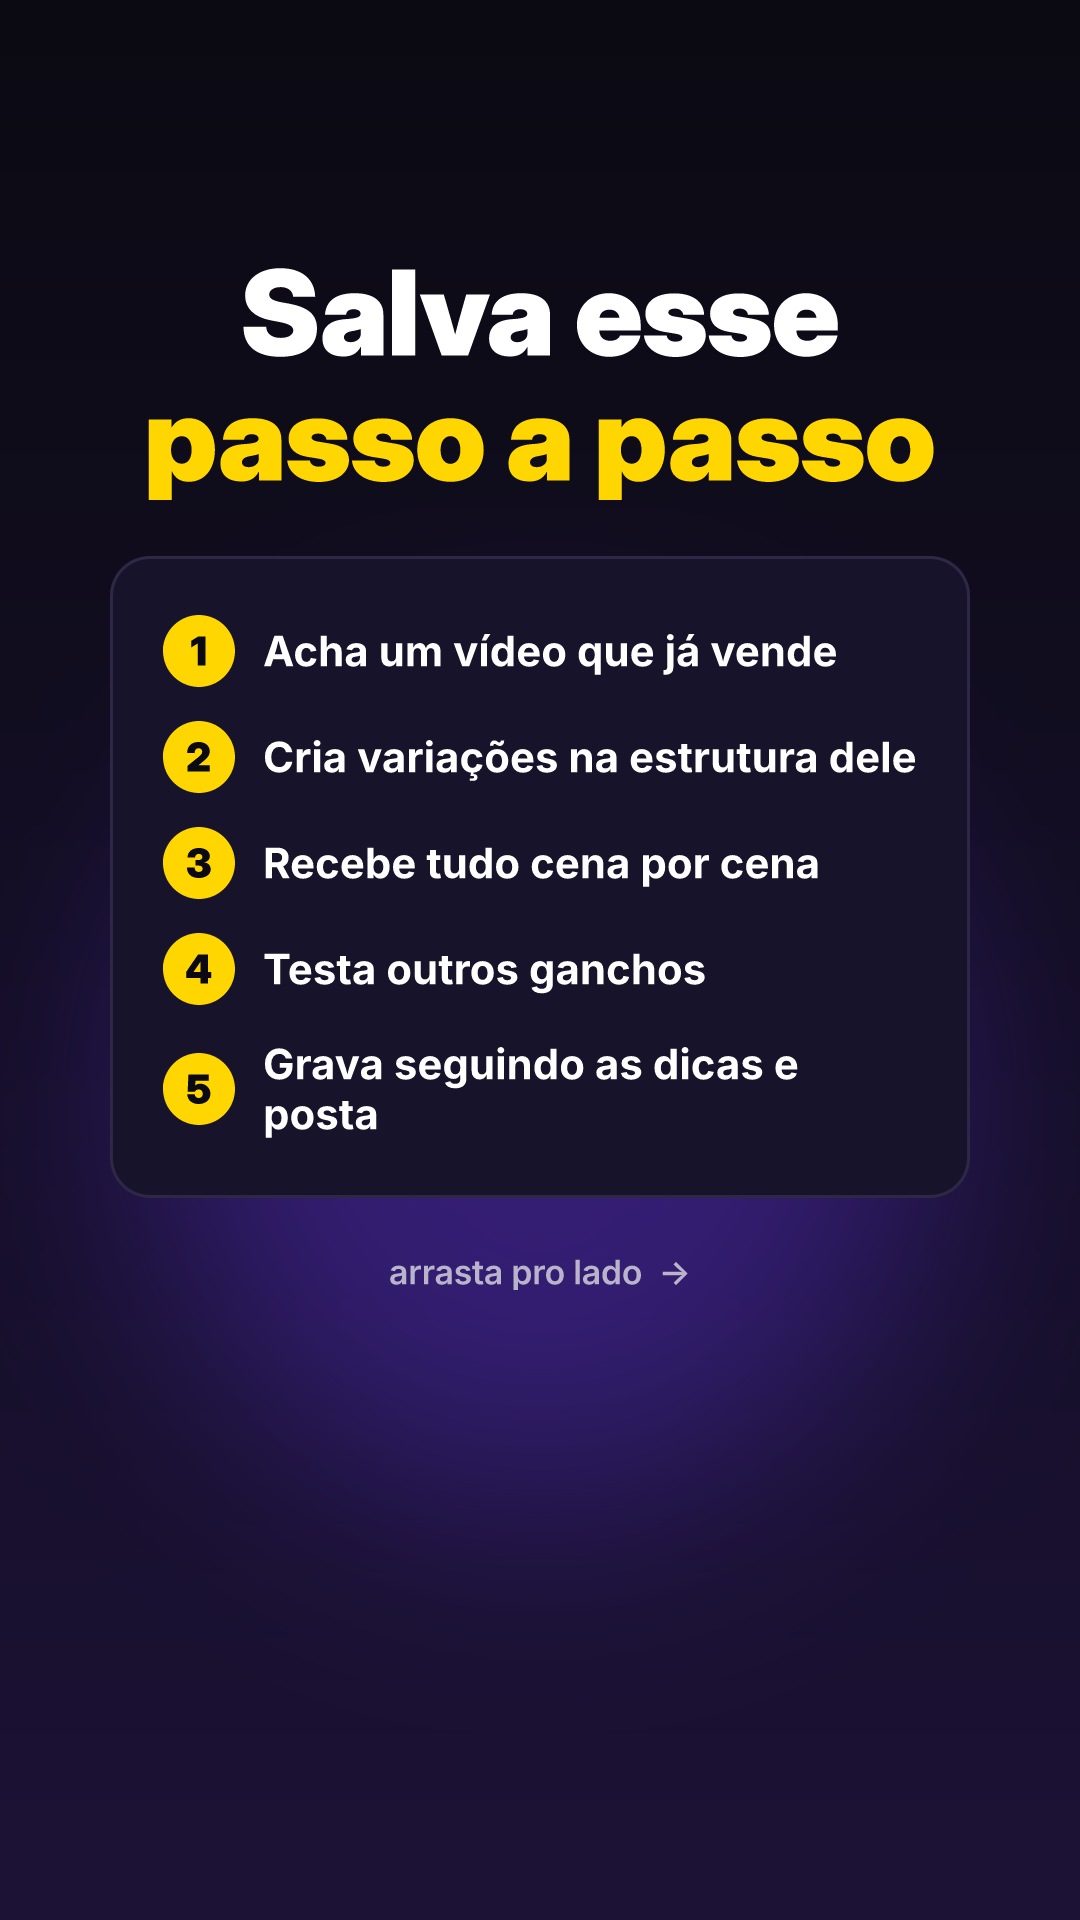 Salva esse
passo a passo
1 Acha um vídeo que já vende
2 Cria variações na estrutura dele
3 Recebe tudo cena por cena
4 Testa outros ganchos
5 Grava seguindo as dicas e
posta
arrasta pro lado →